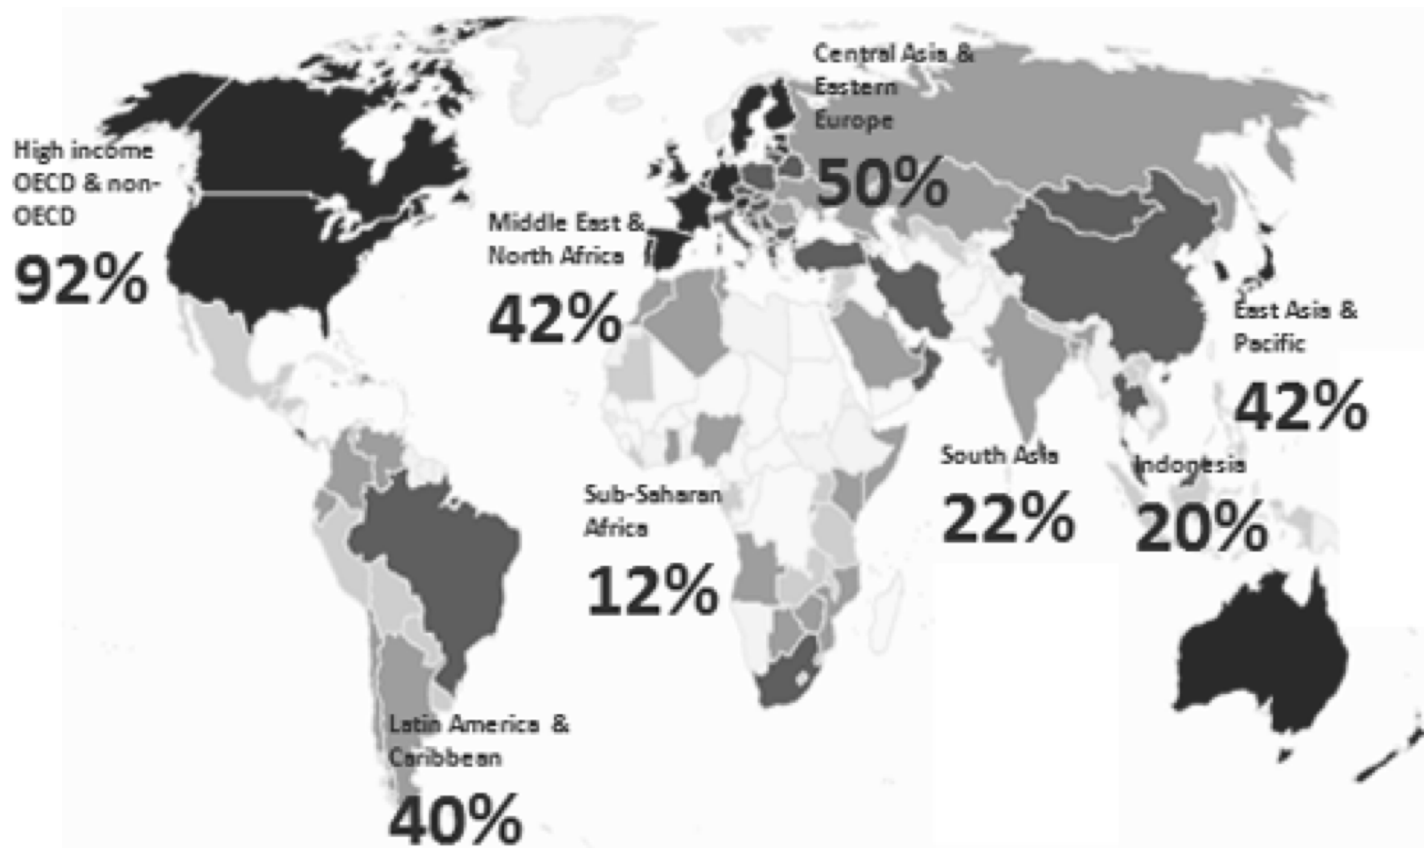 High income
OECD & non-
OECD
92%
Central Asia &
Eastern
Europe
50%
Middle East &
North Africa
42%
East Asia &
Pacific
42%
South Asia
22%
Indonesia
20%
Sub-Saharan
Africa
12%
Latin America &
Caribbean
40%